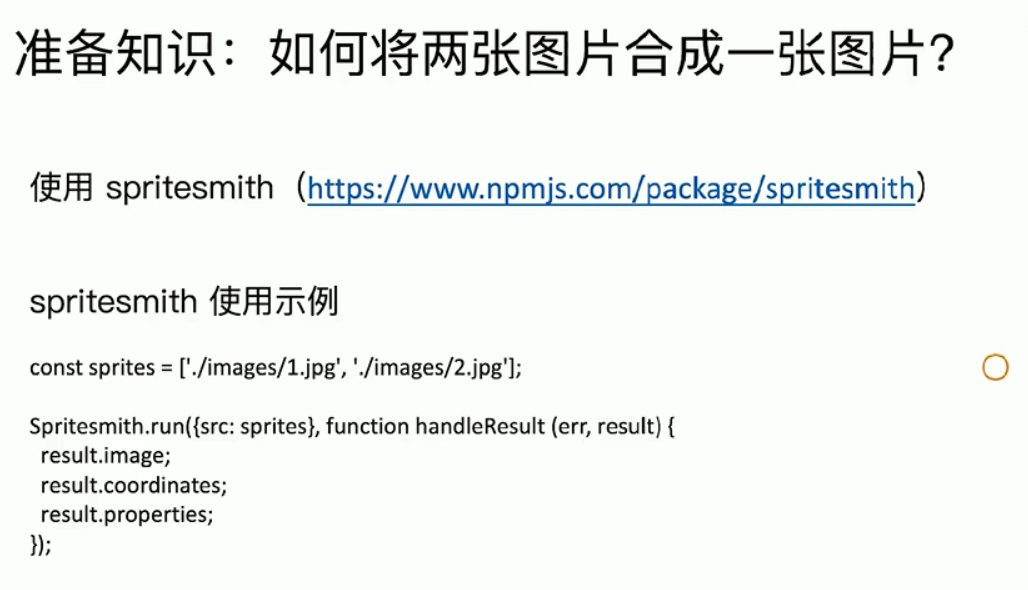 准备知识：如何将两张图片合成一张图片？
使用 spritesmith（https://www.npmjs.com/package/spritesmith）
spritesmith 使用示例
const sprites = ['./images/1.jpg', './images/2.jpg'];
Spritesmith.run({src: sprites}, function handleResult (err, result) {
  result.image;
  result.coordinates;
  result.properties;
});